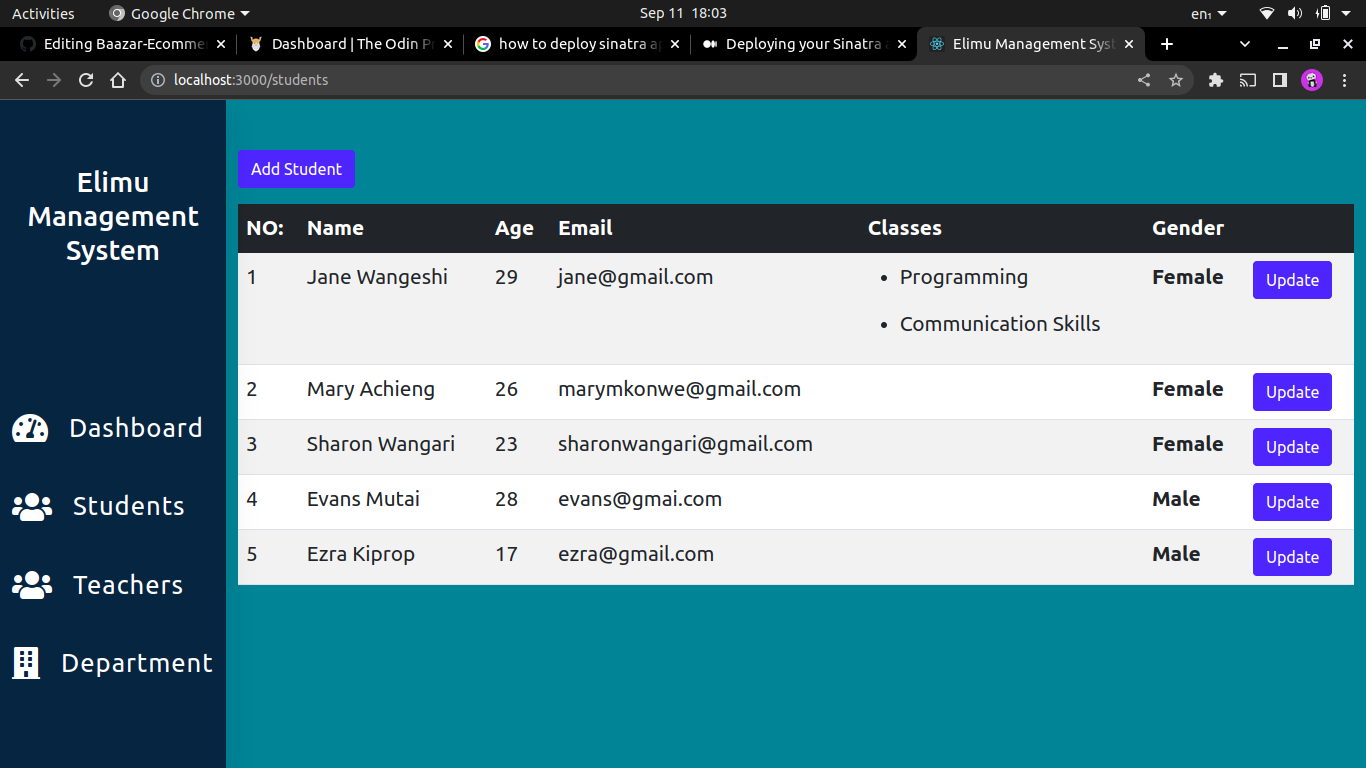 Activities Google Chrome Sep 11 18:03 en1
Editing Baazar-Ecomme Dashboard | The Odin P how to deploy sinatra a Deploying your Sinatra Elimu Management Syst
localhost:3000/students
Elimu
Management
System
Dashboard
Students
Teachers
Department
Add Student
NO: Name Age Email Classes Gender
1 Jane Wangeshi 29 jane@gmail.com • Programming Female Update
• Communication Skills
2 Mary Achieng 26 marymkonwe@gmail.com Female Update
3 Sharon Wangari 23 sharonwangari@gmail.com Female Update
4 Evans Mutai 28 evans@gmai.com Male Update
5 Ezra Kiprop 17 ezra@gmail.com Male Update